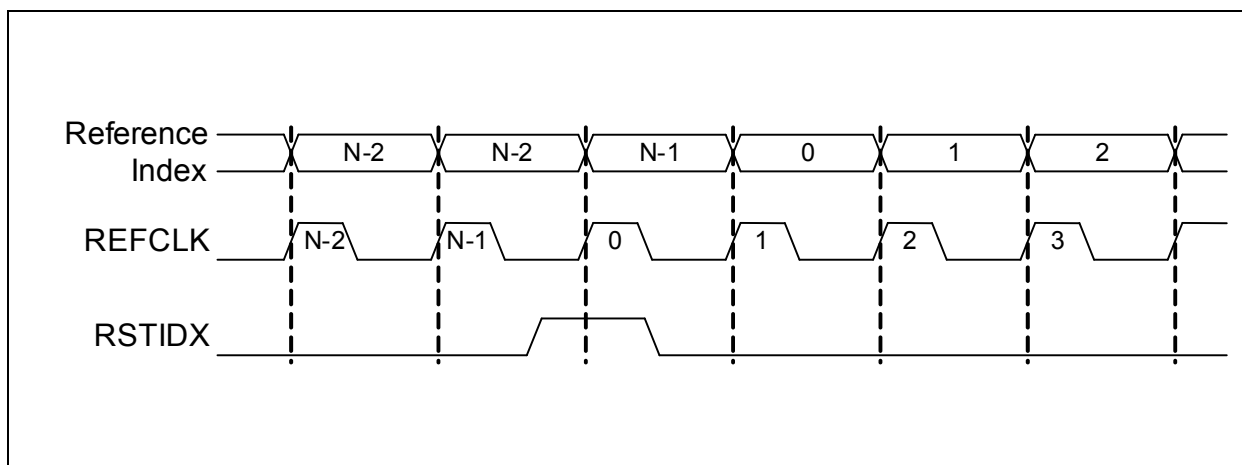 Reference
Index
N-2 N-2 N-1 0 1 2
REFCLK
N-2 N-1 0 1 2 3
RSTIDX